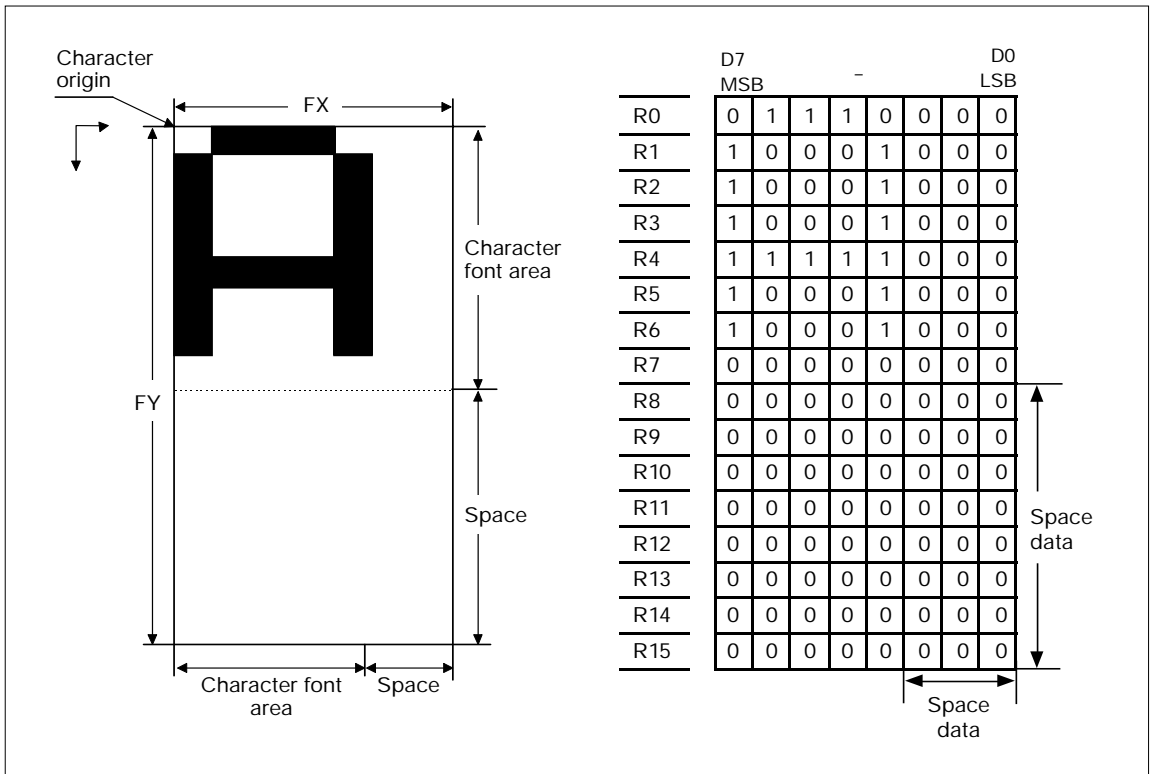 Character
origin
FX
Character
font area
FY
Space
Character font
area
Space
D7
MSB
–
D0
LSB
R0 0 1 1 1 0 0 0 0
R1 1 0 0 0 1 0 0 0
R2 1 0 0 0 1 0 0 0
R3 1 0 0 0 1 0 0 0
R4 1 1 1 1 1 0 0 0
R5 1 0 0 0 1 0 0 0
R6 1 0 0 0 1 0 0 0
R7 0 0 0 0 0 0 0 0
R8 0 0 0 0 0 0 0 0
R9 0 0 0 0 0 0 0 0
R10 0 0 0 0 0 0 0 0
R11 0 0 0 0 0 0 0 0
R12 0 0 0 0 0 0 0 0
R13 0 0 0 0 0 0 0 0
R14 0 0 0 0 0 0 0 0
R15 0 0 0 0 0 0 0 0
Space
data
Space
data